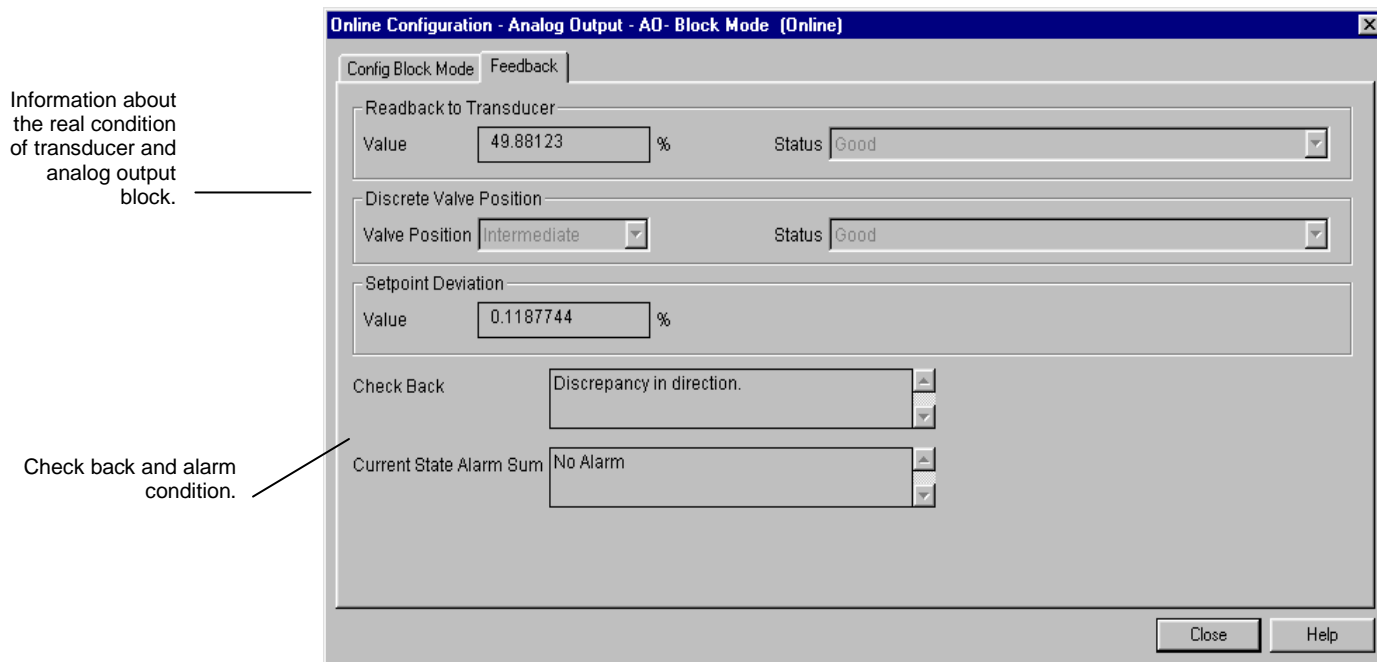 Online Configuration - Analog Output - AO- Block Mode (Online)
Config Block Mode Feedback
Information about
the real condition
of transducer and
analog output
block.
Readback to Transducer
Value 49.88123 % Status Good
Discrete Valve Position
Valve Position Intermediate Status Good
Setpoint Deviation
Value 0.1187744 %
Check Back Discrepancy in direction.
Check back and alarm
condition.
Current State Alarm Sum No Alarm
Close Help